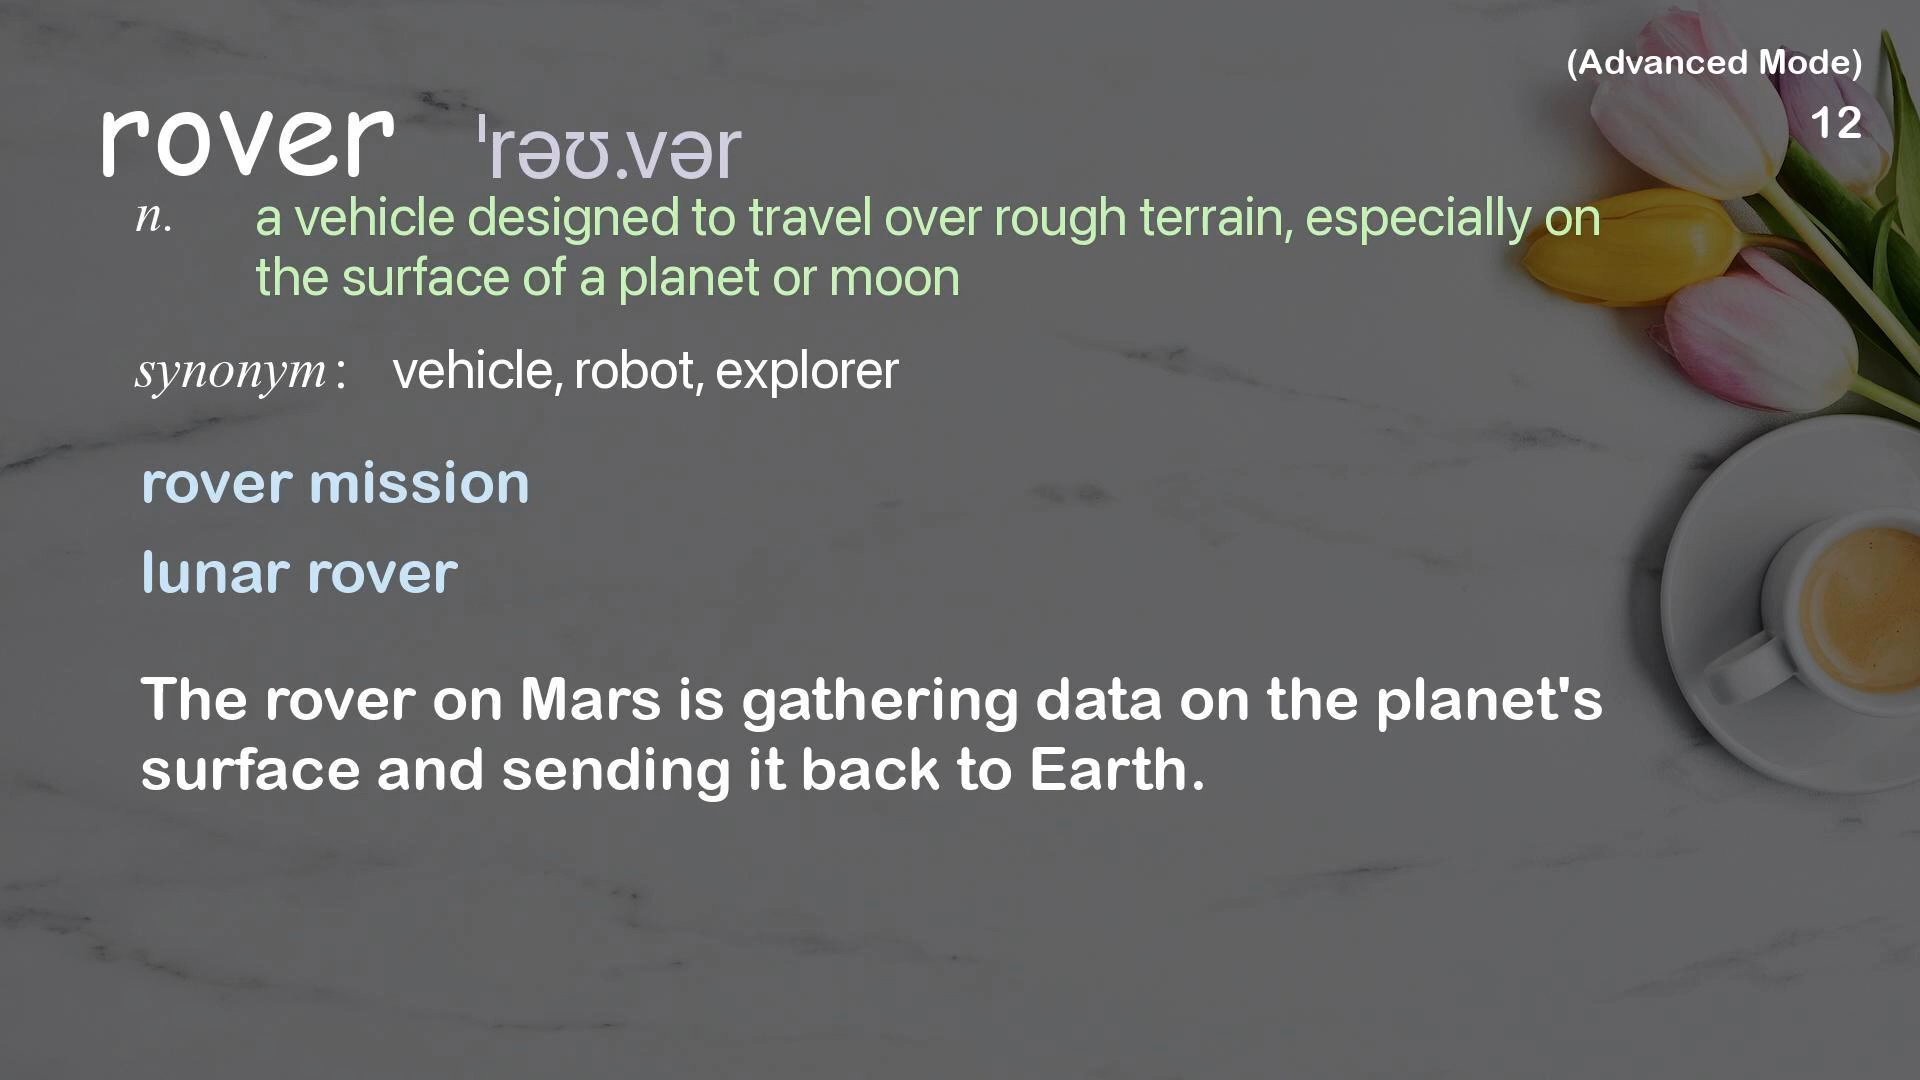 (Advanced Mode)
12
rover ˈrəʊ.vər
n. a vehicle designed to travel over rough terrain, especially on
the surface of a planet or moon
synonym: vehicle, robot, explorer
rover mission
lunar rover
The rover on Mars is gathering data on the planet's
surface and sending it back to Earth.